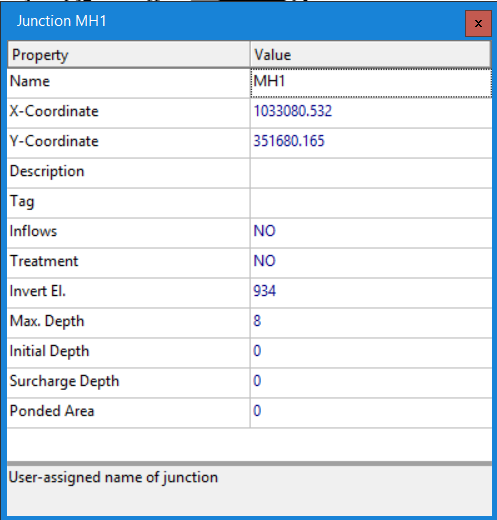 Junction MH1
x
Property Value
Name MH1
X-Coordinate 1033080.532
Y-Coordinate 351680.165
Description
Tag
Inflows NO
Treatment NO
Invert El. 934
Max. Depth 8
Initial Depth 0
Surcharge Depth 0
Ponded Area 0
User-assigned name of junction